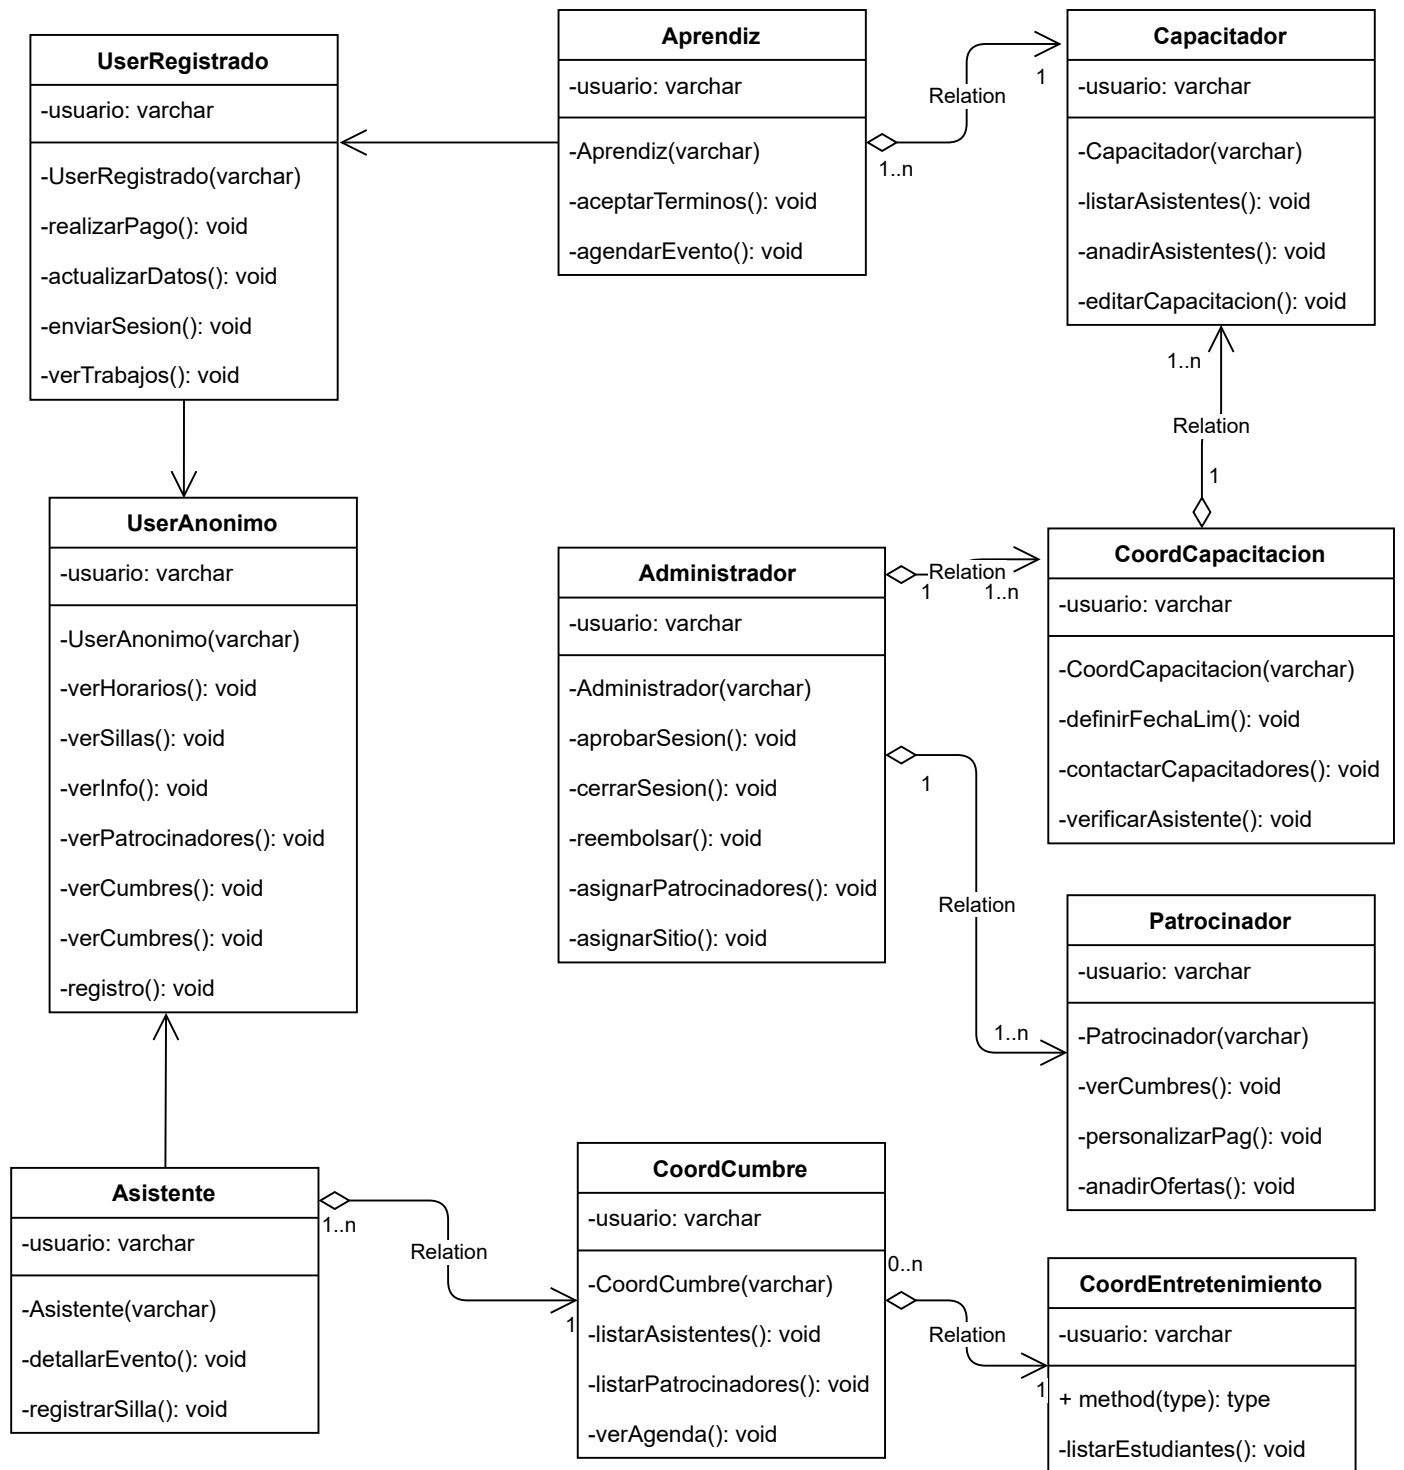 UserRegistrado
-usuario: varchar
-UserRegistrado(varchar)
-realizarPago(): void
-actualizarDatos(): void
-enviarSesion(): void
-verTrabajos(): void
Aprendiz
-usuario: varchar
-Aprendiz(varchar)
-aceptarTerminos(): void
-agendarEvento(): void
Relation
1
1..n
Capacitador
-usuario: varchar
-Capacitador(varchar)
-listarAsistentes(): void
-anadirAsistentes(): void
-editarCapacitacion(): void
1..n
Relation
1
UserAnonimo
-usuario: varchar
-UserAnonimo(varchar)
-verHorarios(): void
-verSillas(): void
-verInfo(): void
-verPatrocinadores(): void
-verCumbres(): void
-verCumbres(): void
-registro(): void
Administrador
-usuario: varchar
-Administrador(varchar)
-aprobarSesion(): void
-cerrarSesion(): void
-reembolsar(): void
-asignarPatrocinadores(): void
-asignarSitio(): void
Relation
1
1..n
CoordCapacitacion
-usuario: varchar
-CoordCapacitacion(varchar)
-definirFechaLim(): void
-contactarCapacitadores(): void
-verificarAsistente(): void
1
Relation
1..n
Patrocinador
-usuario: varchar
-Patrocinador(varchar)
-verCumbres(): void
-personalizarPag(): void
-anadirOfertas(): void
Asistente
-usuario: varchar
-Asistente(varchar)
-detallarEvento(): void
-registrarSilla(): void
1..n
Relation
1
CoordCumbre
-usuario: varchar
-CoordCumbre(varchar)
-listarAsistentes(): void
-listarPatrocinadores(): void
-verAgenda(): void
0..n
Relation
1
CoordEntretenimiento
-usuario: varchar
+ method(type): type
-listarEstudiantes(): void